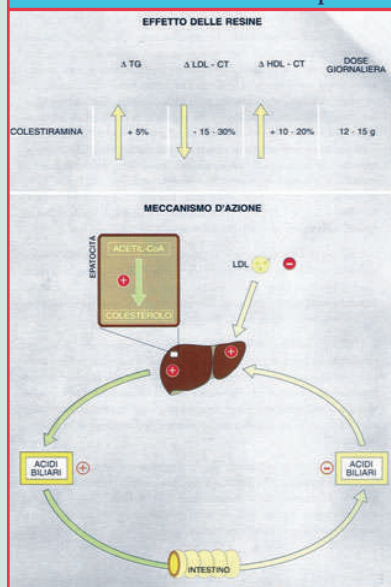 EFFETTO DELLE RESINE
Δ TG Δ LDL - CT Δ HDL - CT DOSE GIORNALIERA
COLESTIRAMINA + 5% - 15 - 30% + 10 - 20% 12 - 15 g
MECCANISMO D'AZIONE
EPATOCITA
ACETIL-CoA
+
COLESTEROLO
LDL -
+ +
ACIDI BILIARI +
- ACIDI BILIARI
INTESTINO